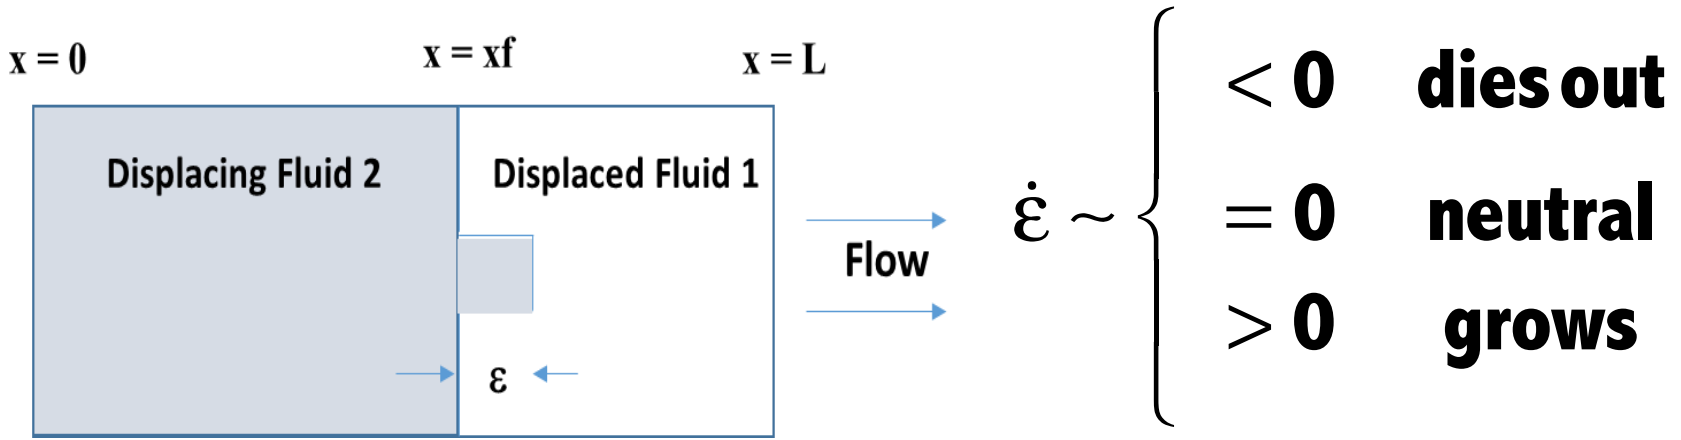 x = 0
x = xf
x = L
Displacing Fluid 2
Displaced Fluid 1
Flow
ε
ε̇ ~ {
< 0 dies out
= 0 neutral
> 0 grows